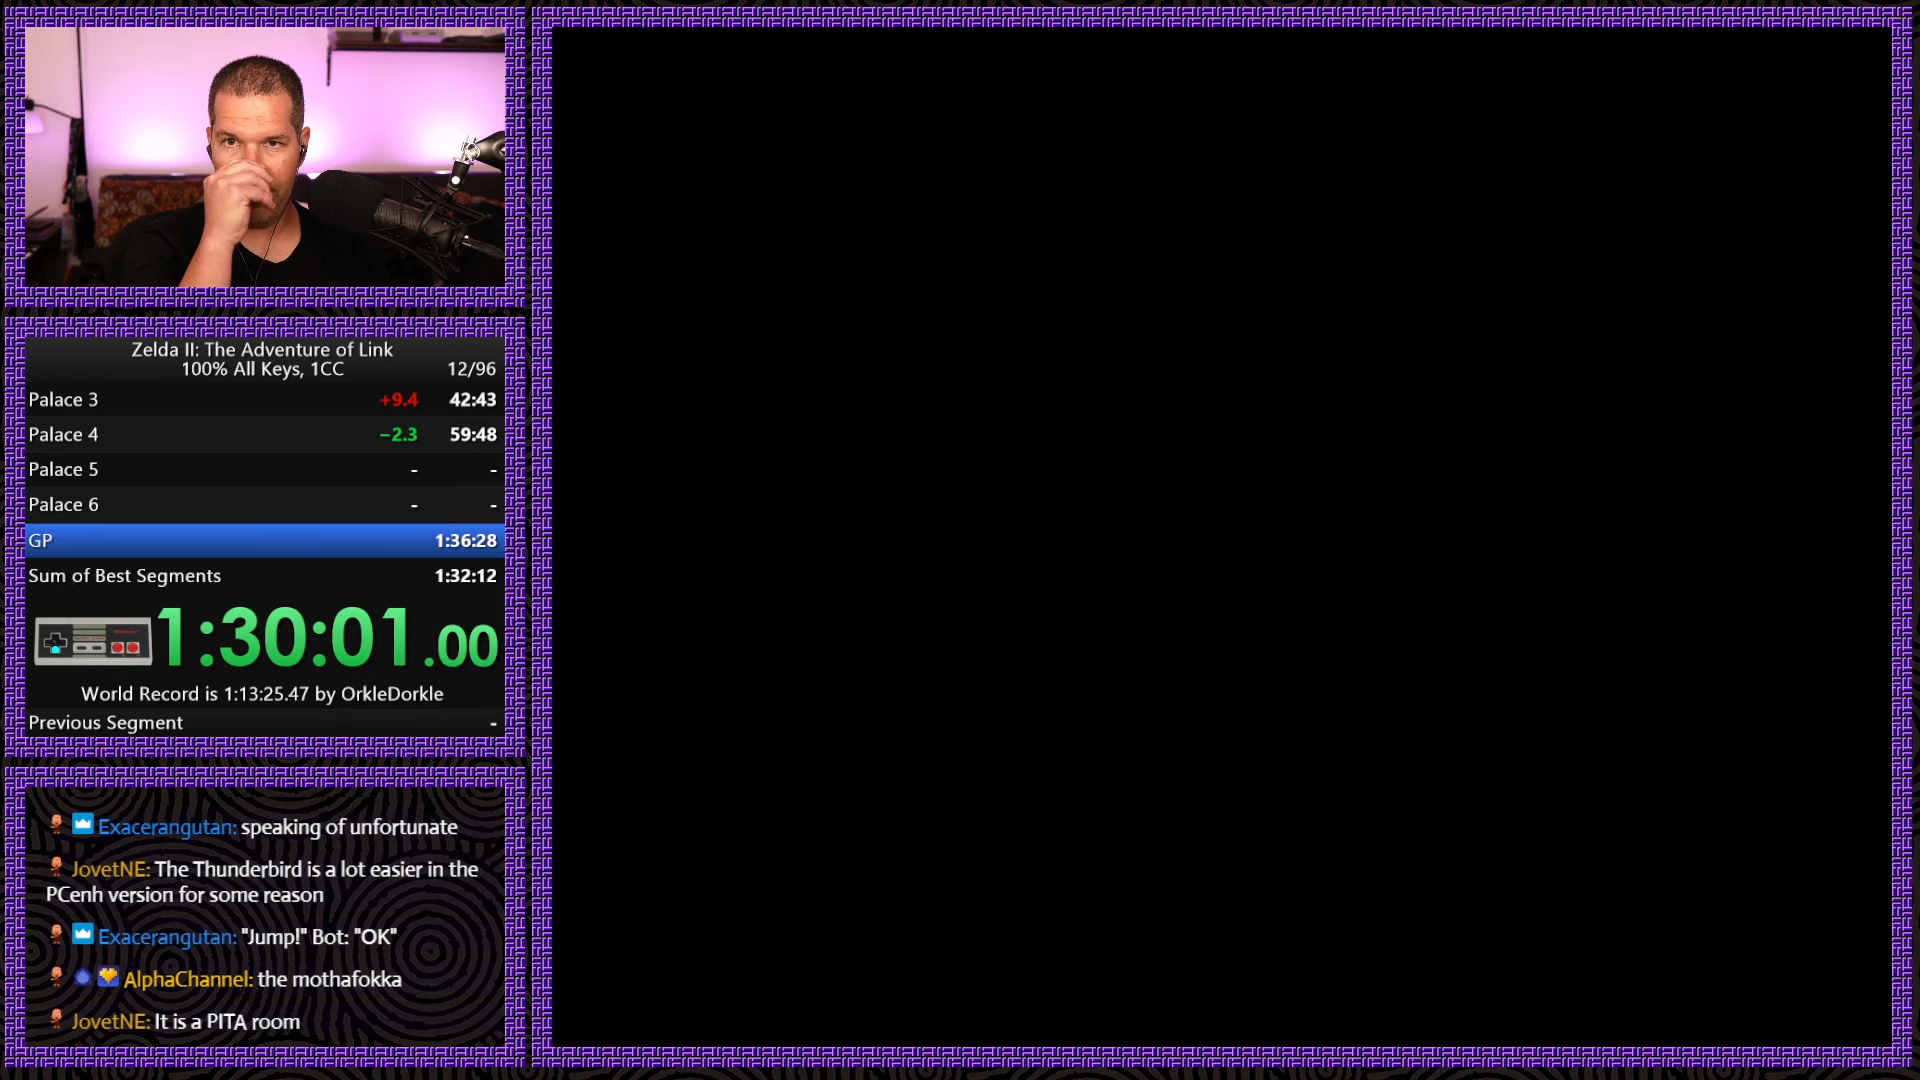 Zelda II: The Adventure of Link
100% All Keys, 1CC 12/96
Palace 3 +9.4 42:43
Palace 4 −2.3 59:48
Palace 5 - -
Palace 6 - -
GP 1:36:28
Sum of Best Segments 1:32:12
1:30:01.00
World Record is 1:13:25.47 by OrkleDorkle
Previous Segment -
Exacerangutan: speaking of unfortunate
JovetNE: The Thunderbird is a lot easier in the
PCenh version for some reason
Exacerangutan: "Jump!" Bot: "OK"
AlphaChannel: the mothafokka
JovetNE: It is a PITA room